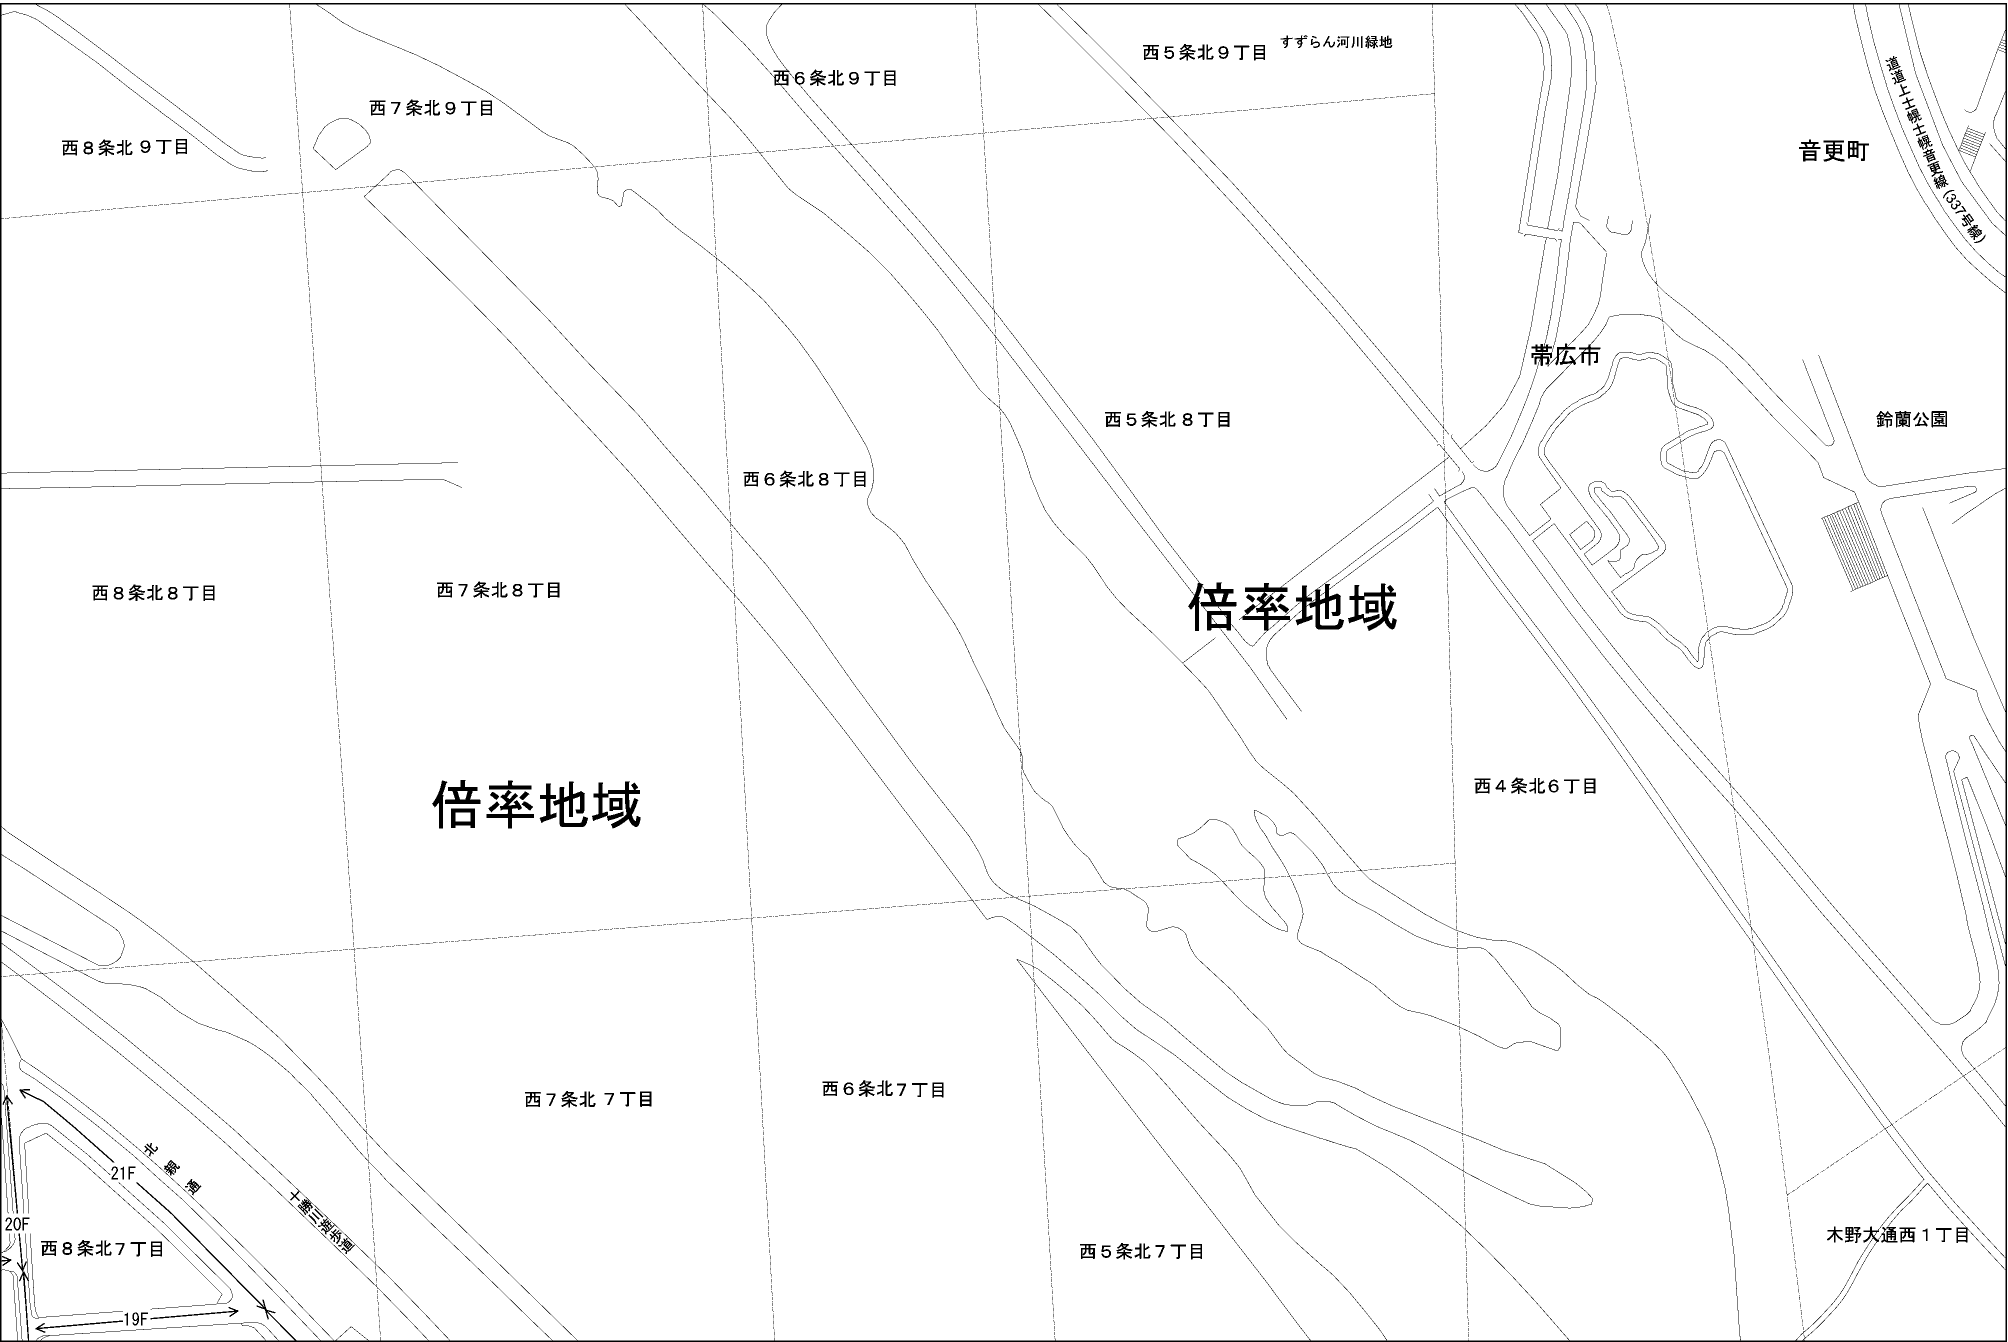 すずらん河川緑地
西５条北９丁目
西６条北９丁目
西７条北９丁目
西８条北９丁目
道道上士幌士幌音更線(337号線)
音更町
帯広市
鈴蘭公園
西５条北８丁目
西６条北８丁目
西７条北８丁目
西８条北８丁目
倍率地域
倍率地域
西４条北６丁目
西７条北７丁目
西６条北７丁目
北親通
21F
十勝川遊歩道
20F
西８条北７丁目
西５条北７丁目
木野大通西１丁目
19F